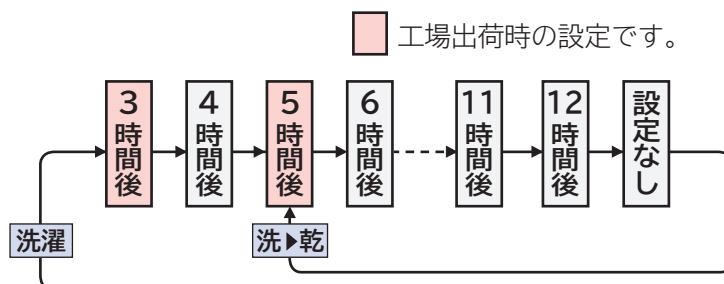 工場出荷時の設定です。
3時間後
4時間後
5時間後
6時間後
11時間後
12時間後
設定なし
洗濯
洗▶乾